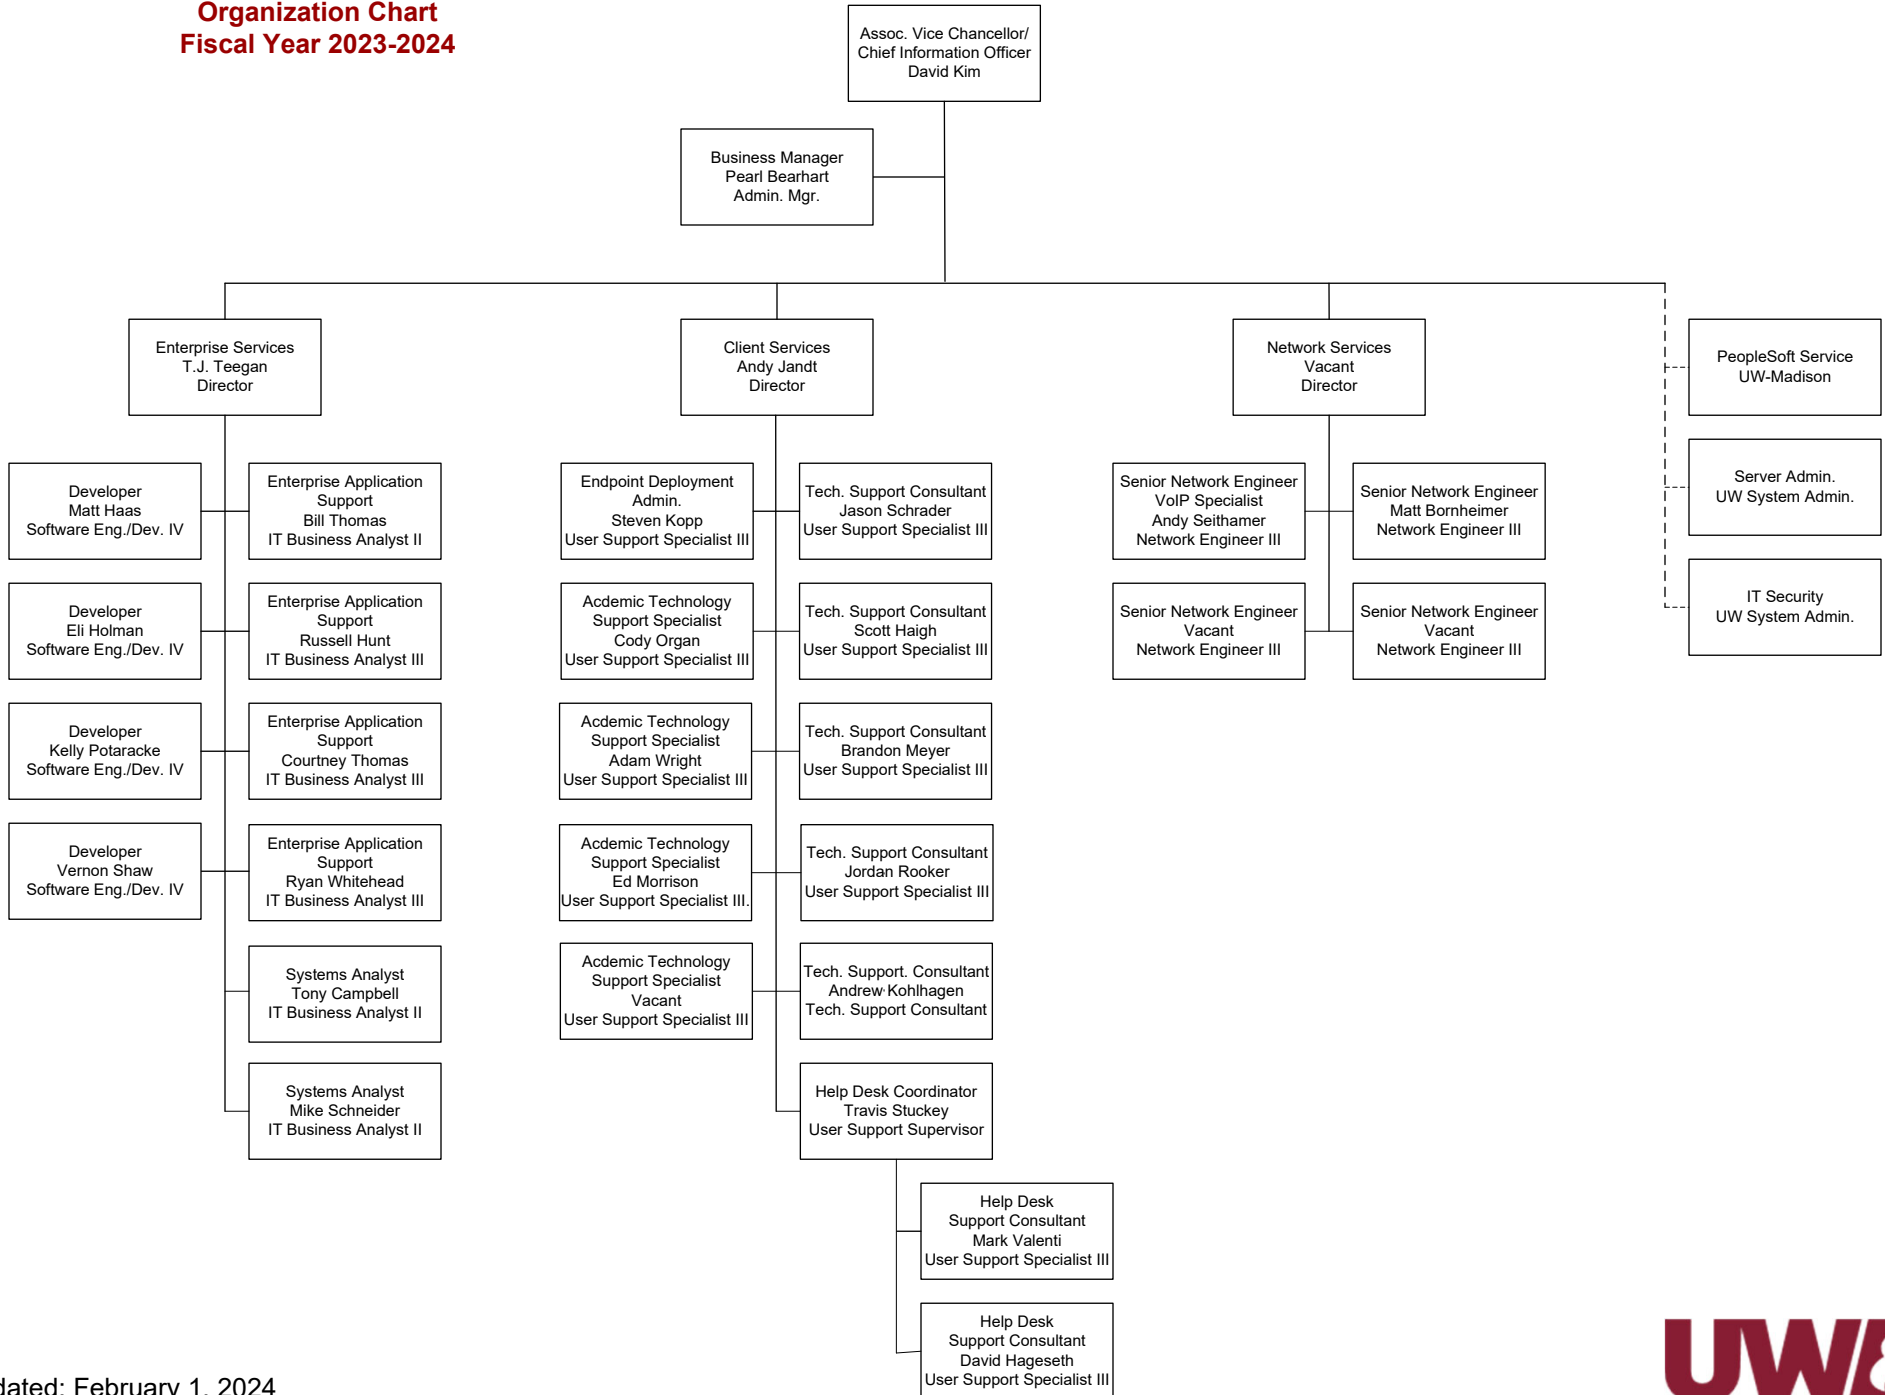 Organization Chart
Fiscal Year 2023-2024
Assoc. Vice Chancellor/
Chief Information Officer
David Kim
Business Manager
Pearl Bearhart
Admin. Mgr.
Enterprise Services
T.J. Teegan
Director
Client Services
Andy Jandt
Director
Network Services
Vacant
Director
PeopleSoft Service
UW-Madison
Server Admin.
UW System Admin.
IT Security
UW System Admin.
Developer
Matt Haas
Software Eng./Dev. IV
Enterprise Application
Support
Bill Thomas
IT Business Analyst II
Developer
Eli Holman
Software Eng./Dev. IV
Enterprise Application
Support
Russell Hunt
IT Business Analyst III
Developer
Kelly Potaracke
Software Eng./Dev. IV
Enterprise Application
Support
Courtney Thomas
IT Business Analyst III
Developer
Vernon Shaw
Software Eng./Dev. IV
Enterprise Application
Support
Ryan Whitehead
IT Business Analyst III
Systems Analyst
Tony Campbell
IT Business Analyst II
Systems Analyst
Mike Schneider
IT Business Analyst II
Endpoint Deployment
Admin.
Steven Kopp
User Support Specialist III
Tech. Support Consultant
Jason Schrader
User Support Specialist III
Acdemic Technology
Support Specialist
Cody Organ
User Support Specialist III
Tech. Support Consultant
Scott Haigh
User Support Specialist III
Acdemic Technology
Support Specialist
Adam Wright
User Support Specialist III
Tech. Support Consultant
Brandon Meyer
User Support Specialist III
Acdemic Technology
Support Specialist
Ed Morrison
User Support Specialist III.
Tech. Support Consultant
Jordan Rooker
User Support Specialist III
Acdemic Technology
Support Specialist
Vacant
User Support Specialist III
Tech. Support. Consultant
Andrew Kohlhagen
Tech. Support Consultant
Help Desk Coordinator
Travis Stuckey
User Support Supervisor
Help Desk
Support Consultant
Mark Valenti
User Support Specialist III
Help Desk
Support Consultant
David Hageseth
User Support Specialist III
Senior Network Engineer
VoIP Specialist
Andy Seithamer
Network Engineer III
Senior Network Engineer
Matt Bornheimer
Network Engineer III
Senior Network Engineer
Vacant
Network Engineer III
Senior Network Engineer
Vacant
Network Engineer III
dated: February 1, 2024
UW